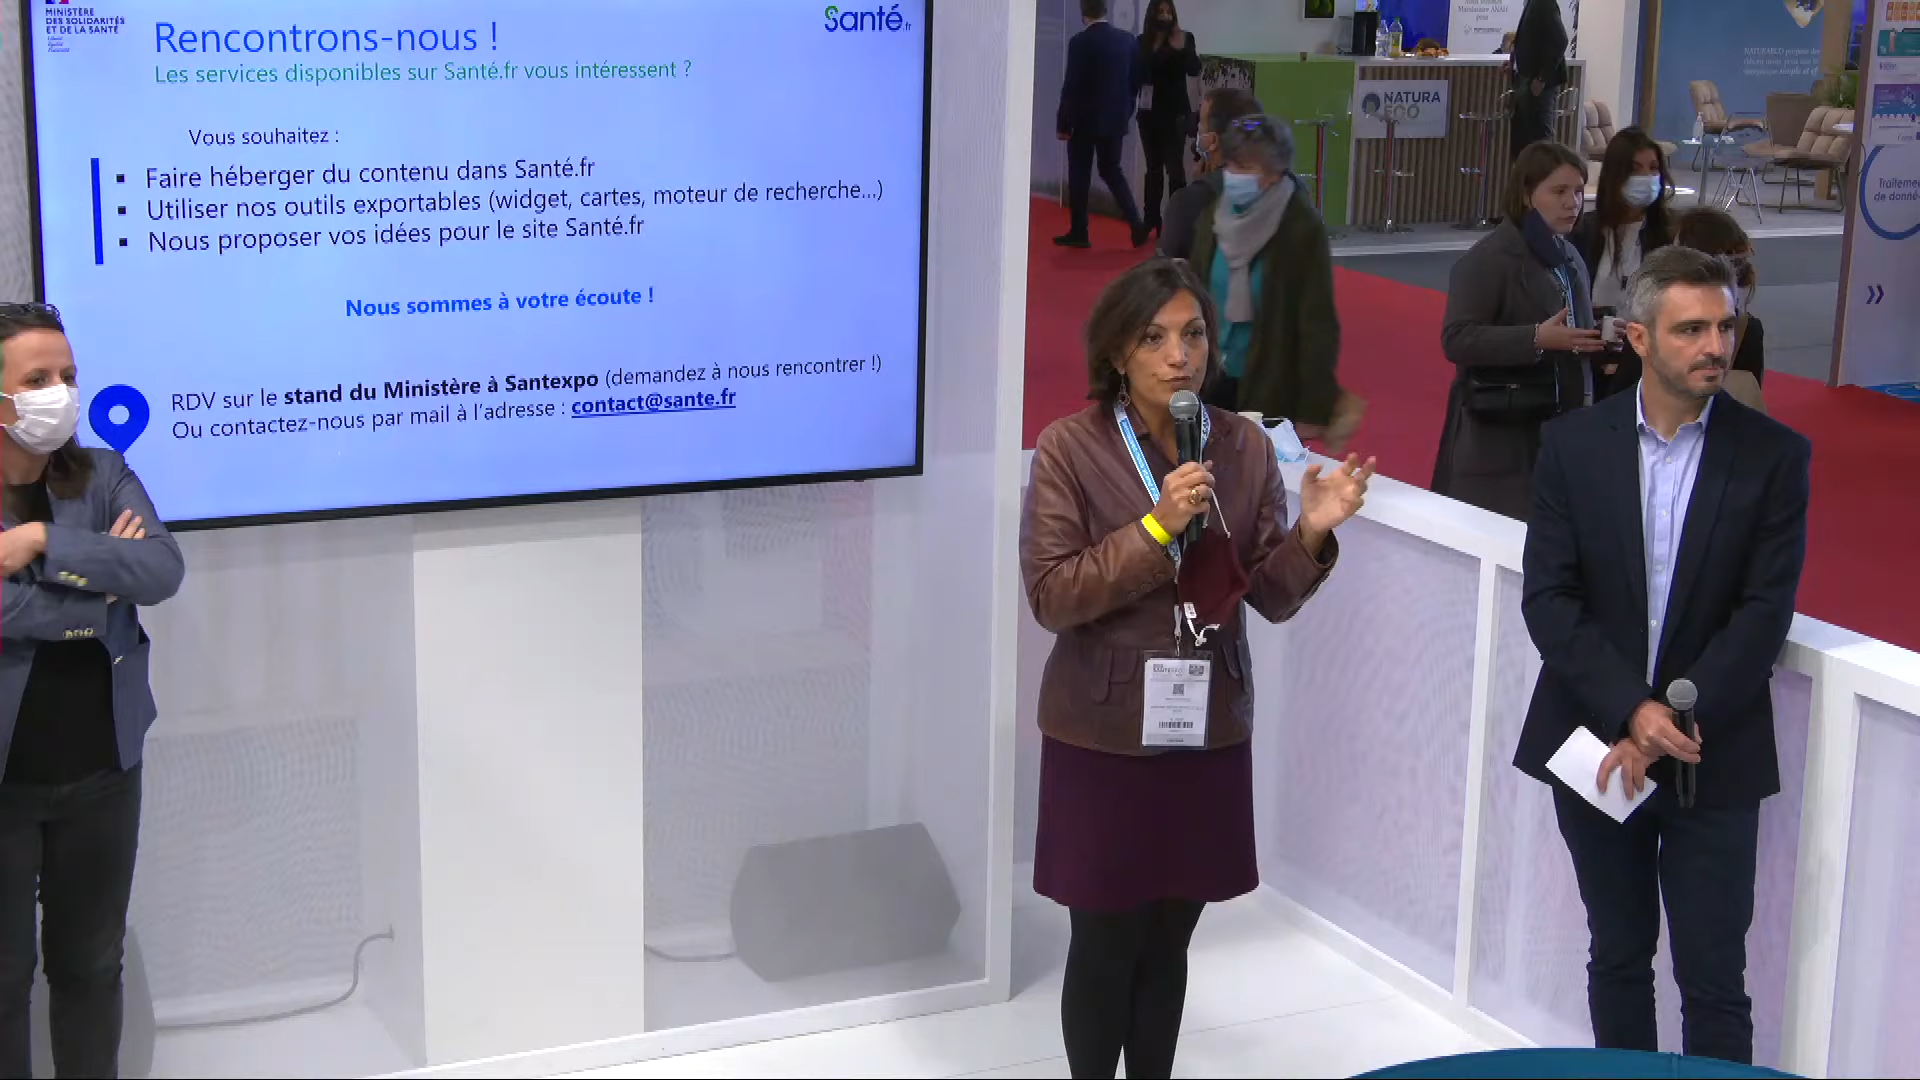 MINISTÈRE
DES SOLIDARITÉS
ET DE LA SANTÉ
Santé.fr
Rencontrons-nous !
Les services disponibles sur Santé.fr vous intéressent ?
Vous souhaitez :
▪ Faire héberger du contenu dans Santé.fr
▪ Utiliser nos outils exportables (widget, cartes, moteur de recherche...)
▪ Nous proposer vos idées pour le site Santé.fr
Nous sommes à votre écoute !
RDV sur le stand du Ministère à Santexpo (demandez à nous rencontrer !)
Ou contactez-nous par mail à l'adresse : contact@sante.fr
NATURA
ECO
Traitemen
de donné